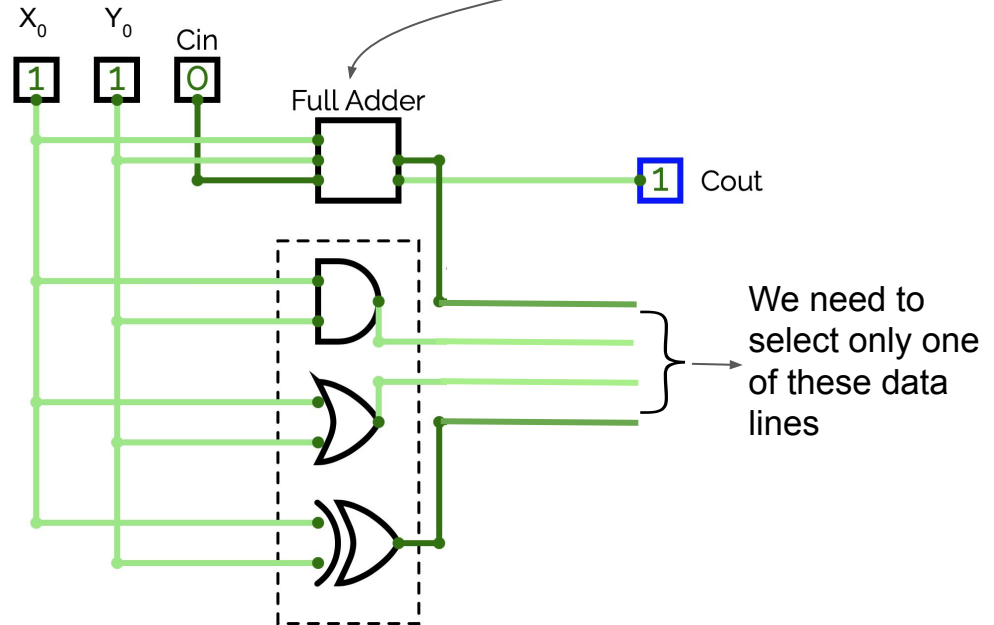 X₀
Y₀
Cin
1
1
0
Full Adder
1
Cout
We need to
select only one
of these data
lines